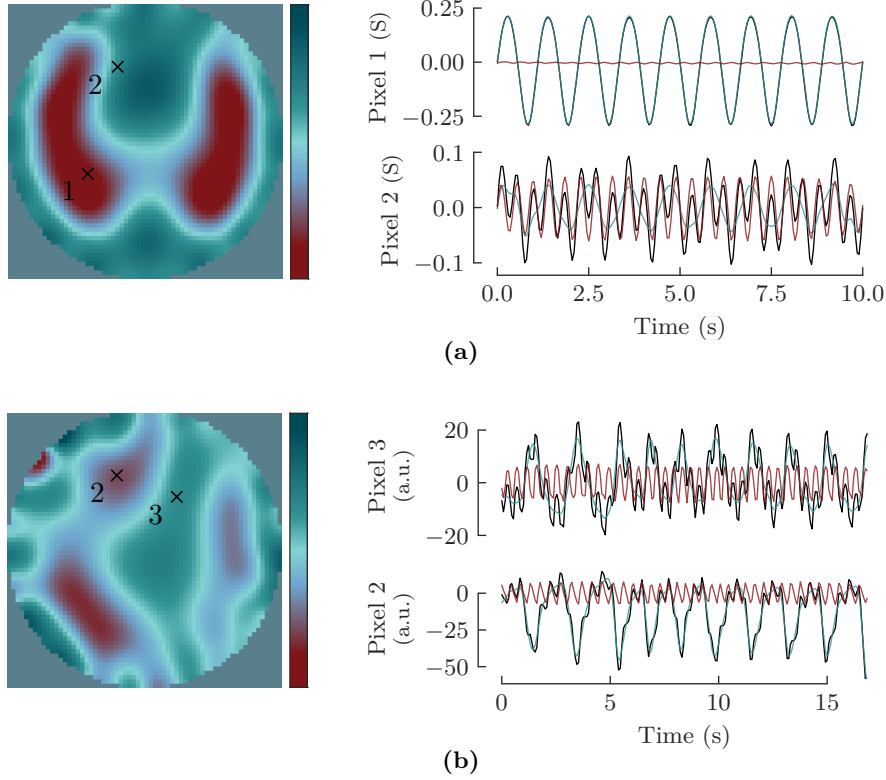 2
1
Pixel 1 (S)
0.25
0.00
−0.25
Pixel 2 (S)
0.1
0.0
−0.1
0.0 2.5 5.0 7.5 10.0
Time (s)
(a)
2
3
Pixel 3
(a.u.)
20
0
−20
Pixel 2
(a.u.)
0
−25
−50
0 5 10 15
Time (s)
(b)